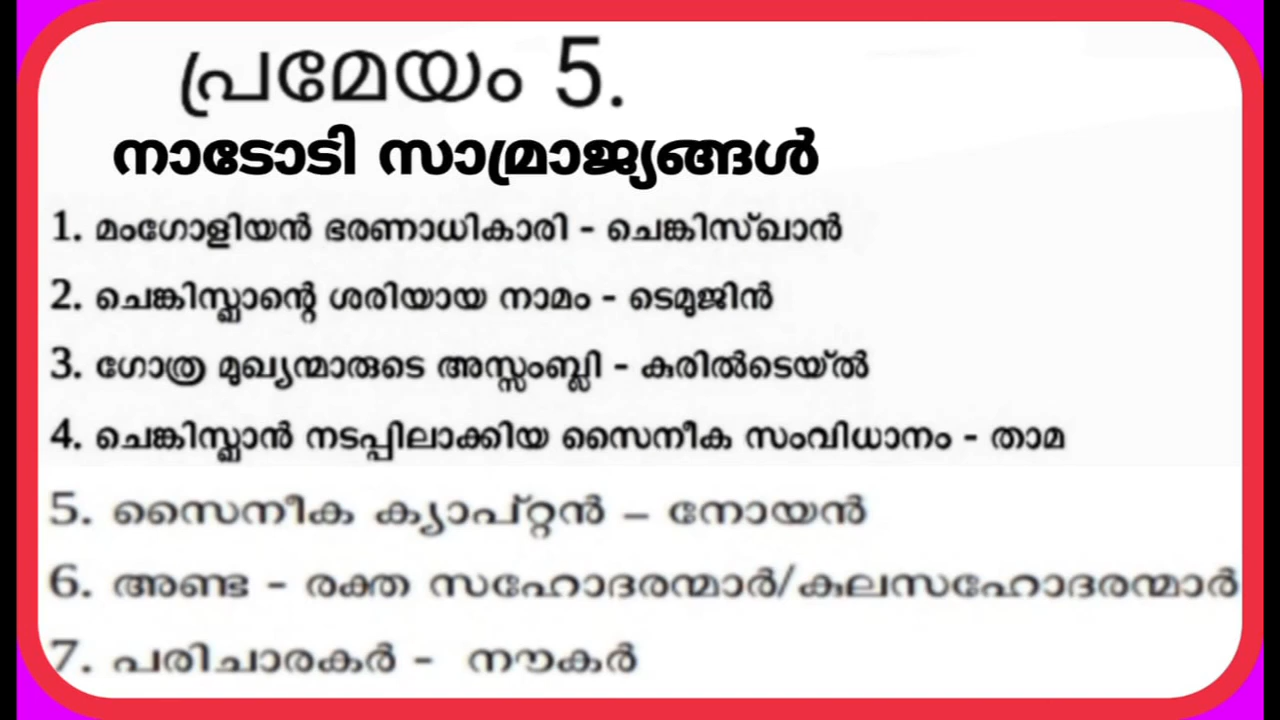 പ്രമേയം 5.
നാടോടി സാമ്രാജ്യങ്ങൾ
1. മംഗോളിയൻ ഭരണാധികാരി - ചെങ്കിസ്‌ഖാൻ
2. ചെങ്കിസ്ഖാന്റെ ശരിയായ നാമം - ടെമുജിൻ
3. ഗോത്ര മുഖ്യന്മാരുടെ അസ്സംബ്ലി - കുരിൽടെയ്ൽ
4. ചെങ്കിസ്ഖാൻ നടപ്പിലാക്കിയ സൈനീക സംവിധാനം - താമ
5. സൈനീക ക്യാപ്റ്റൻ – നോയൻ
6. അണ്ട - രക്ത സഹോദരന്മാർ/കുലസഹോദരന്മാർ
7. പരിചാരകർ - നൗകർ